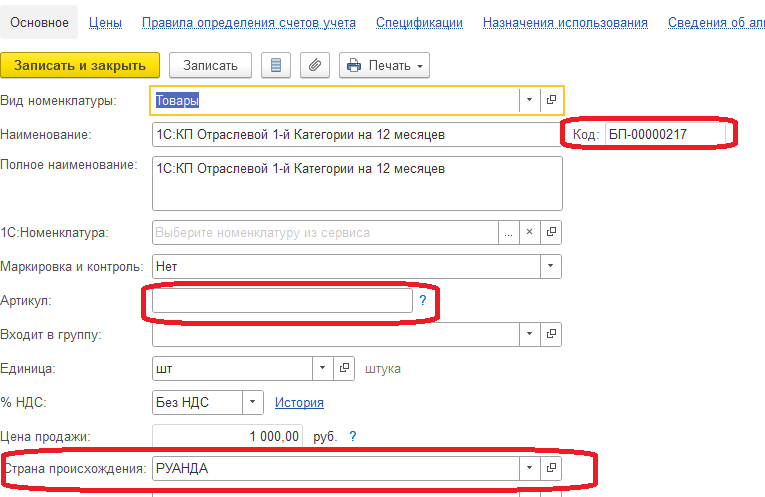 Основное Цены Правила определения счетов учета Спецификации Назначения использования Сведения об ал
Записать и закрыть Записать Печать
Вид номенклатуры: Товары
Наименование: 1С:КП Отраслевой 1-й Категории на 12 месяцев Код: БП-00000217
Полное наименование: 1С:КП Отраслевой 1-й Категории на 12 месяцев
1С:Номенклатура: Выберите номенклатуру из сервиса ... ×
Маркировка и контроль: Нет
Артикул: ?
Входит в группу:
Единица: шт штука
% НДС: Без НДС История
Цена продажи: 1 000,00 руб. ?
Страна происхождения: РУАНДА